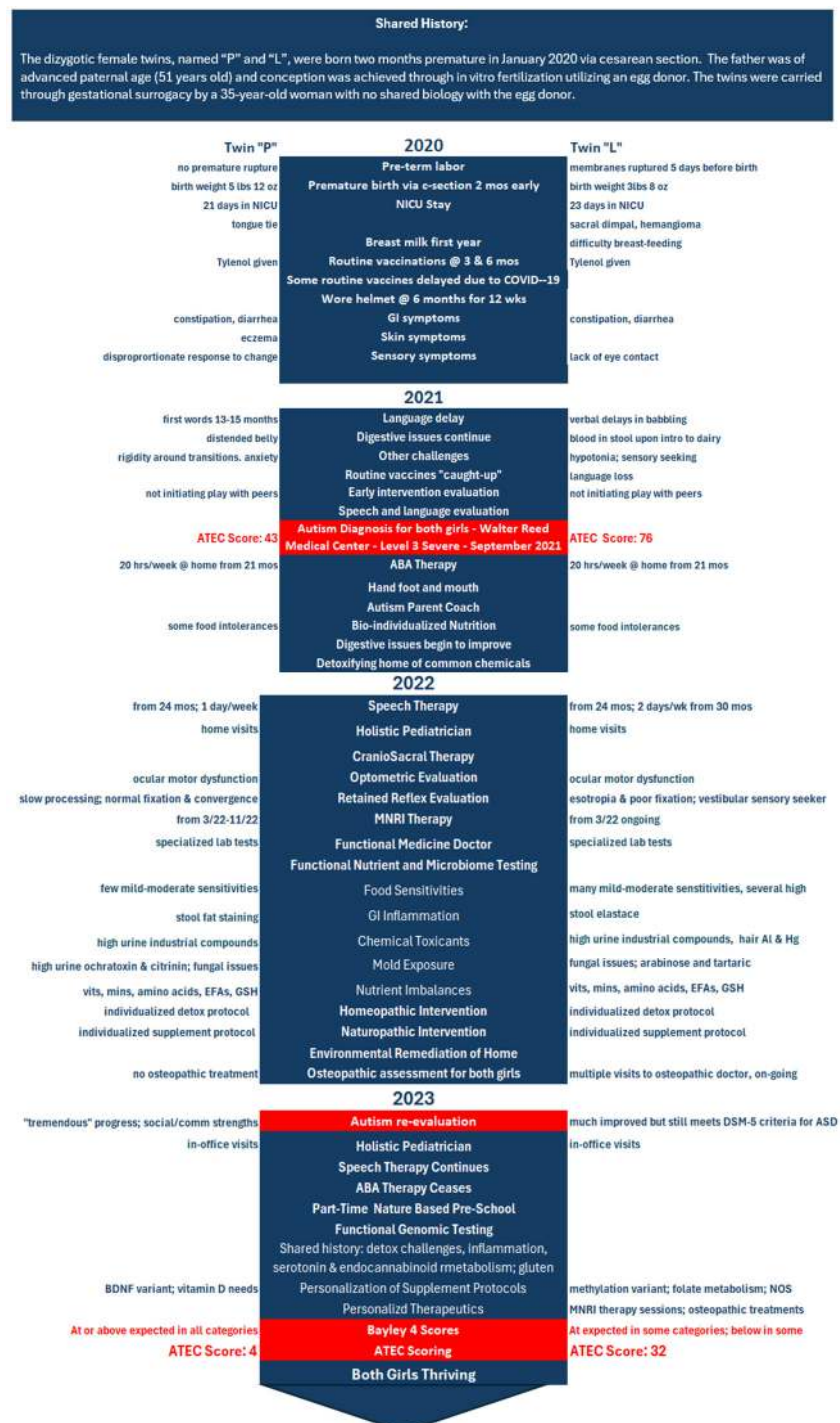 Shared History:
The dizygotic female twins, named “P” and “L”, were born two months premature in January 2020 via cesarean section. The father was of
advanced paternal age (51 years old) and conception was achieved through in vitro fertilization utilizing an egg donor. The twins were carried
through gestational surrogacy by a 35-year-old woman with no shared biology with the egg donor.
Twin "P" 2020 Twin "L"
no premature rupture Pre-term labor membranes ruptured 5 days before birth
birth weight 5 lbs 12 oz Premature birth via c-section 2 mos early birth weight 3lbs 8 oz
21 days in NICU NICU Stay 23 days in NICU
tongue tie sacral dimpal, hemangioma
Breast milk first year difficulty breast-feeding
Tylenol given Routine vaccinations @ 3 & 6 mos Tylenol given
Some routine vaccines delayed due to COVID--19
Wore helmet @ 6 months for 12 wks
constipation, diarrhea GI symptoms constipation, diarrhea
eczema Skin symptoms
disproprortionate response to change Sensory symptoms lack of eye contact
2021
first words 13-15 months Language delay verbal delays in babbling
distended belly Digestive issues continue blood in stool upon intro to dairy
rigidity around transitions. anxiety Other challenges hypotonia; sensory seeking
Routine vaccines "caught-up" language loss
not initiating play with peers Early intervention evaluation not initiating play with peers
Speech and language evaluation
ATEC Score: 43 Autism Diagnosis for both girls - Walter Reed ATEC Score: 76
Medical Center - Level 3 Severe - September 2021
20 hrs/week @ home from 21 mos ABA Therapy 20 hrs/week @ home from 21 mos
Hand foot and mouth
Autism Parent Coach
some food intolerances Bio-individualized Nutrition some food intolerances
Digestive issues begin to improve
Detoxifying home of common chemicals
2022
from 24 mos; 1 day/week Speech Therapy from 24 mos; 2 days/wk from 30 mos
home visits Holistic Pediatrician home visits
CranioSacral Therapy
ocular motor dysfunction Optometric Evaluation ocular motor dysfunction
slow processing; normal fixation & convergence Retained Reflex Evaluation esotropia & poor fixation; vestibular sensory seeker
from 3/22-11/22 MNRI Therapy from 3/22 ongoing
specialized lab tests Functional Medicine Doctor specialized lab tests
Functional Nutrient and Microbiome Testing
few mild-moderate sensitivities Food Sensitivities many mild-moderate senstitivities, several high
stool fat staining GI Inflammation stool elastace
high urine industrial compounds Chemical Toxicants high urine industrial compounds, hair Al & Hg
high urine ochratoxin & citrinin; fungal issues Mold Exposure fungal issues; arabinose and tartaric
vits, mins, amino acids, EFAs, GSH Nutrient Imbalances vits, mins, amino acids, EFAs, GSH
individualized detox protocol Homeopathic Intervention individualized detox protocol
individualized supplement protocol Naturopathic Intervention individualized supplement protocol
Environmental Remediation of Home
no osteopathic treatment Osteopathic assessment for both girls multiple visits to osteopathic doctor, on-going
2023
"tremendous" progress; social/comm strengths Autism re-evaluation much improved but still meets DSM-5 criteria for ASD
in-office visits Holistic Pediatrician in-office visits
Speech Therapy Continues
ABA Therapy Ceases
Part-Time Nature Based Pre-School
Functional Genomic Testing
Shared history: detox challenges, inflammation,
serotonin & endocannabinoid rmetabolism; gluten
BDNF variant; vitamin D needs Personalization of Supplement Protocols methylation variant; folate metabolism; NOS
Personalizd Therapeutics MNRI therapy sessions; osteopathic treatments
At or above expected in all categories Bayley 4 Scores At expected in some categories; below in some
ATEC Score: 4 ATEC Scoring ATEC Score: 32
Both Girls Thriving